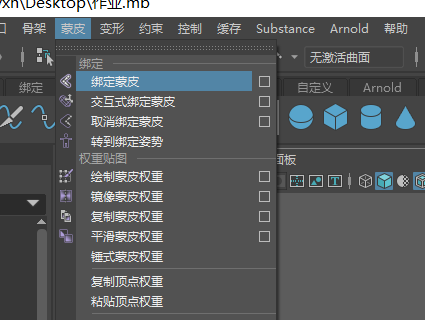 yxh\Desktop\作业.mb
骨架 蒙皮 变形 约束 控制 缓存 Substance Arnold 帮助
无激活曲面
绑定 自定义 Arnold
绑定
绑定蒙皮
交互式绑定蒙皮
取消绑定蒙皮
转到绑定姿势
权重贴图
面板
绘制蒙皮权重
镜像蒙皮权重
复制蒙皮权重
平滑蒙皮权重
锤式蒙皮权重
复制顶点权重
粘贴顶点权重